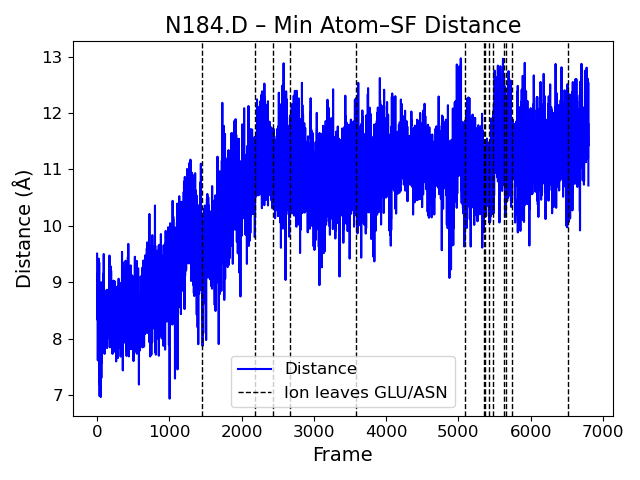 N184.D – Min Atom–SF Distance
13
12
11
10
9
8
7
Distance (Å)
Distance
Ion leaves GLU/ASN
0 1000 2000 3000 4000 5000 6000 7000
Frame